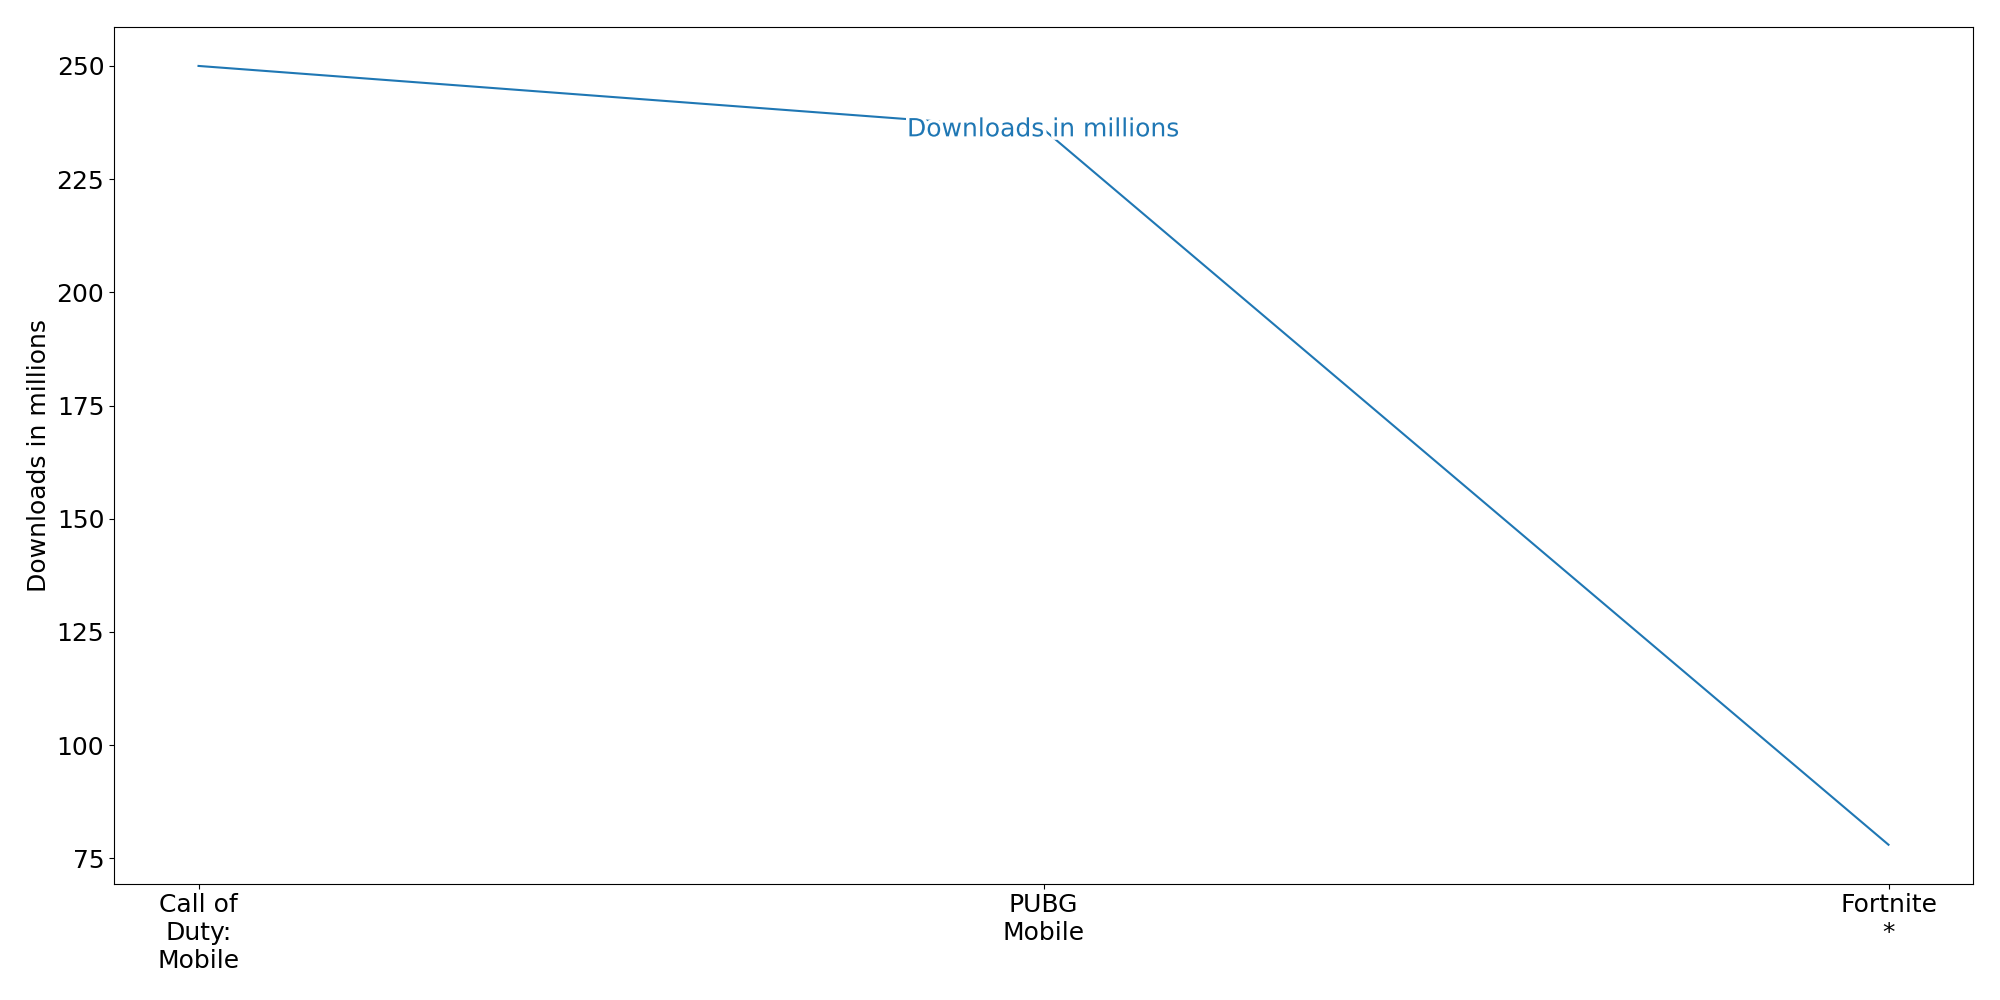 250
225
200
175
150
125
100
75
Downloads in millions
Downloads in millions
Call of
Duty:
Mobile
PUBG
Mobile
Fortnite
*